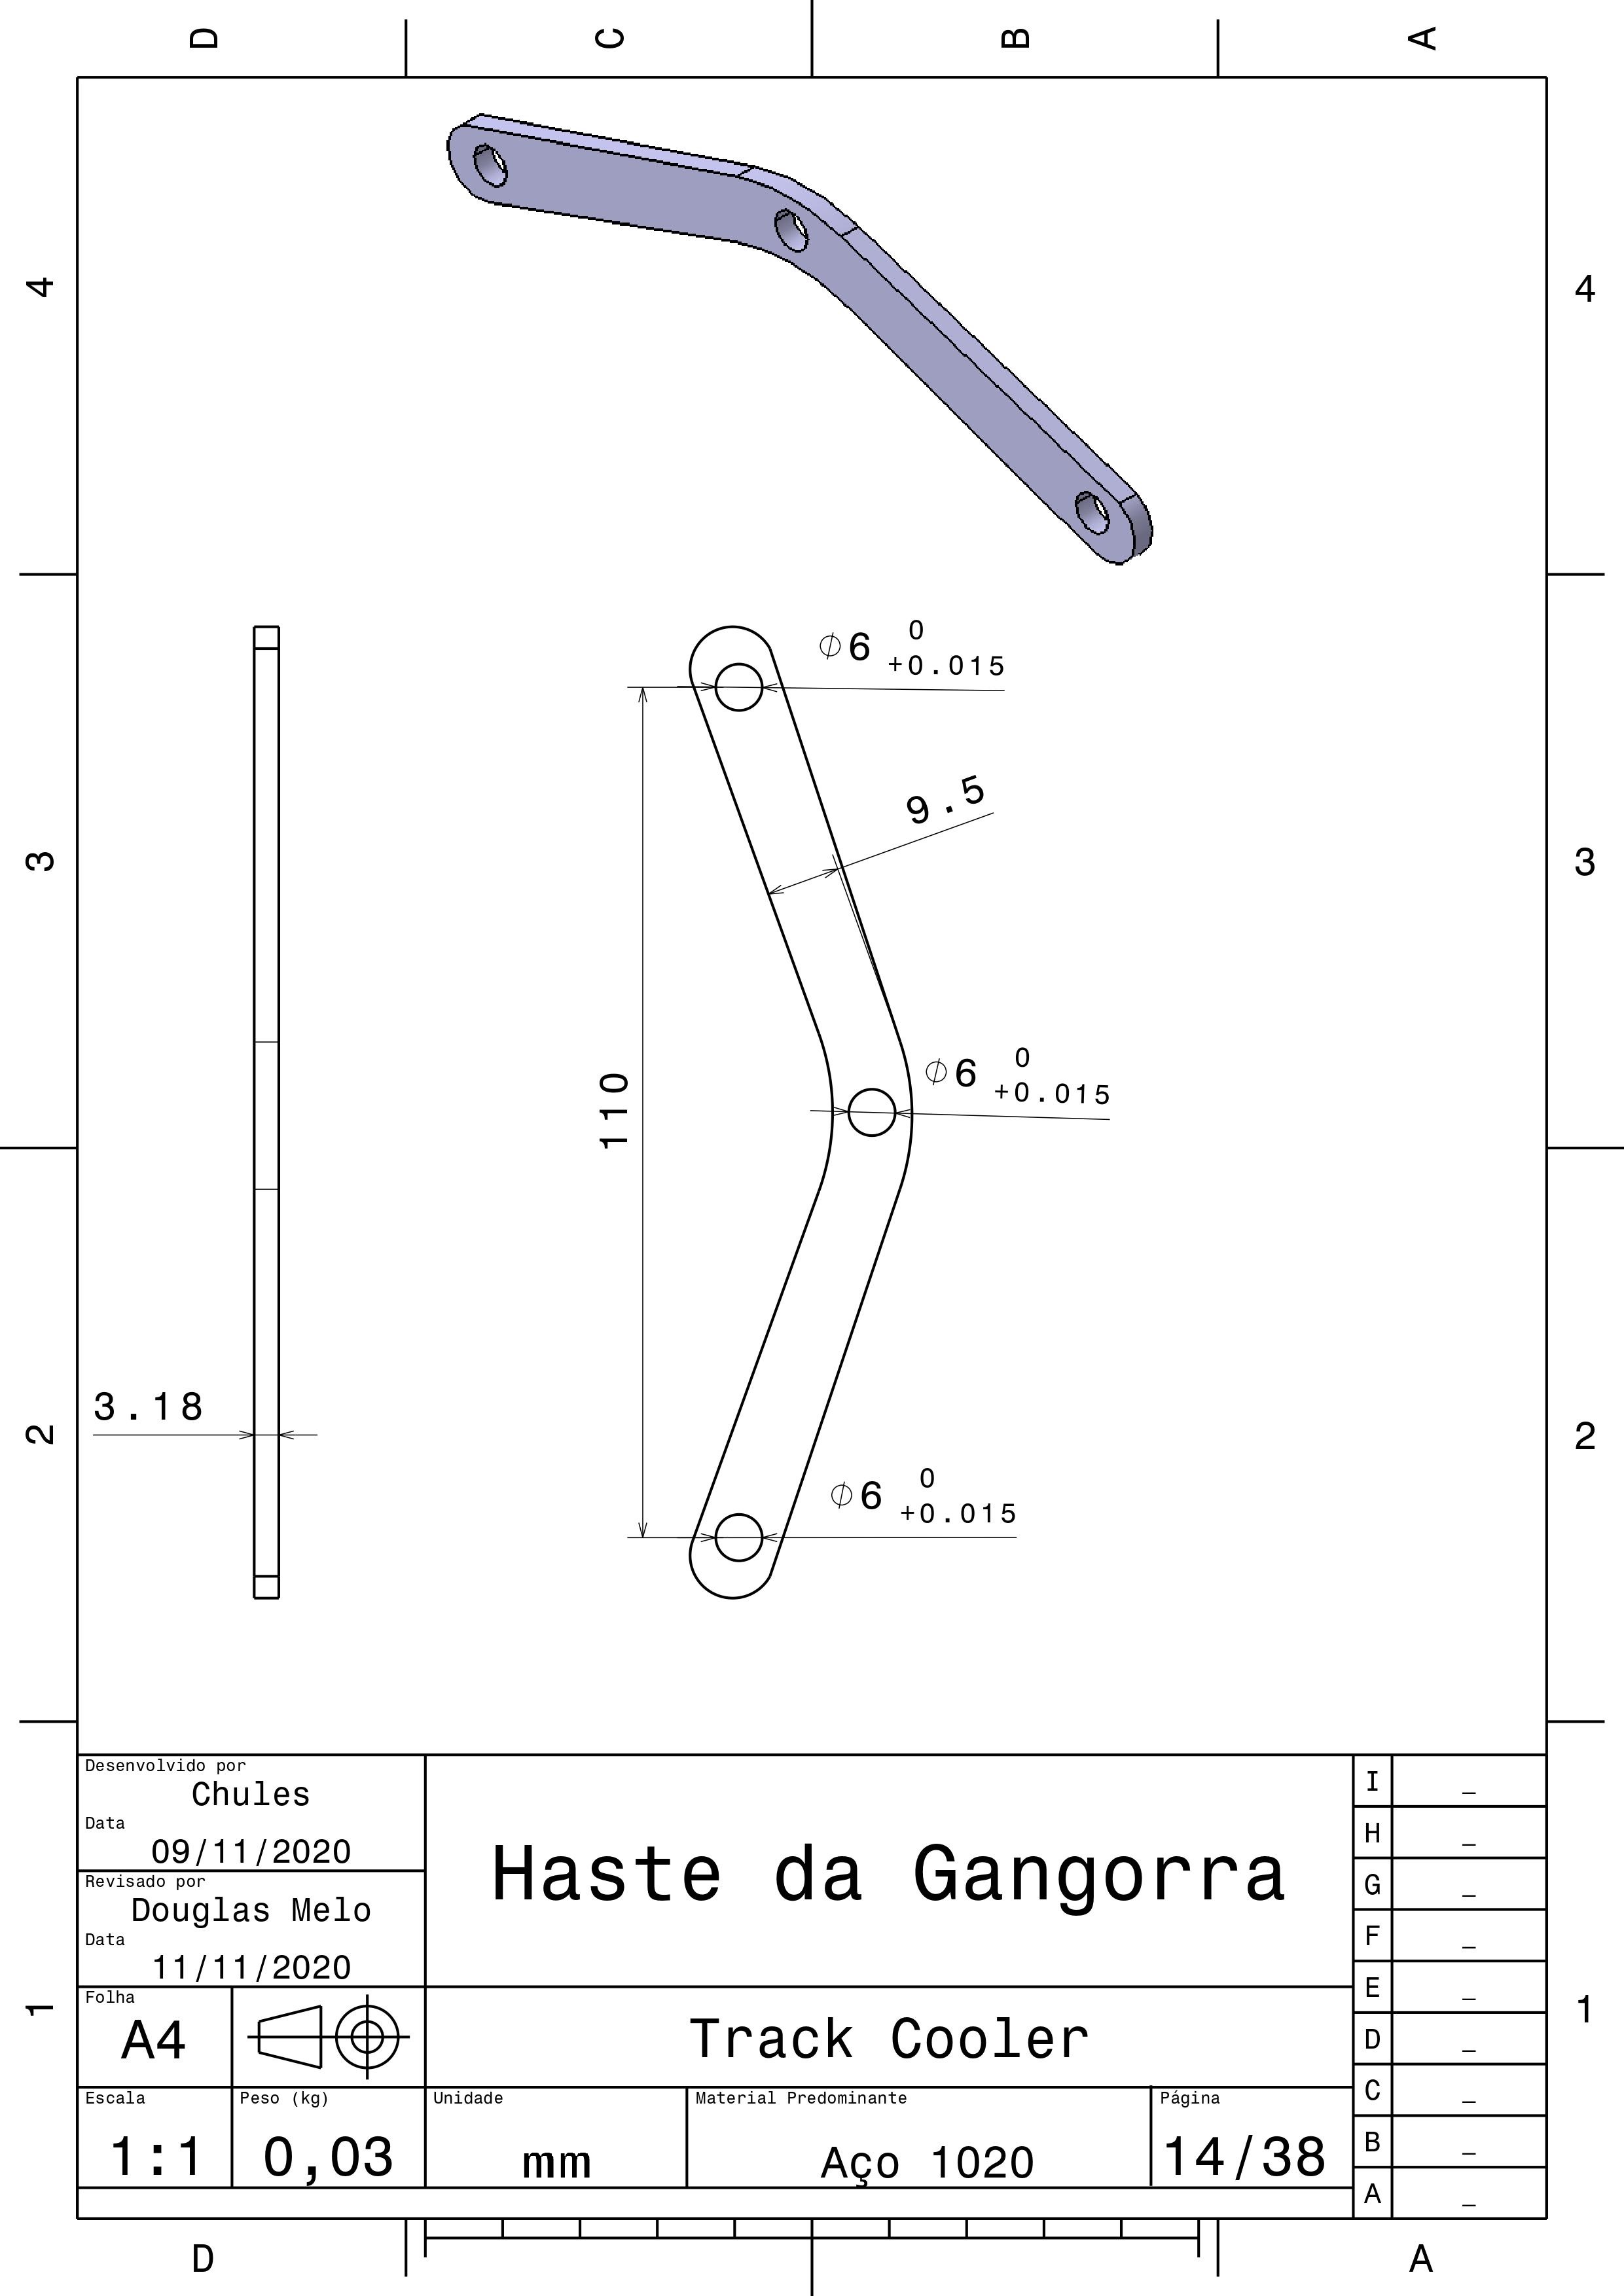 D C B A
4 4
∅6 0
+0.015
9.5
3 3
∅6 0
+0.015
110
3.18
2 2
∅6 0
+0.015
Desenvolvido por
Chules
Data
09/11/2020
Revisado por
Douglas Melo
Data
11/11/2020
Haste da Gangorra
I _
H _
G _
F _
E _
D _
C _
B _
A _
1 1
Folha
A4
Track Cooler
Escala
1:1
Peso (kg)
0,03
Unidade
mm
Material Predominante
Aço 1020
Página
14/38
D A